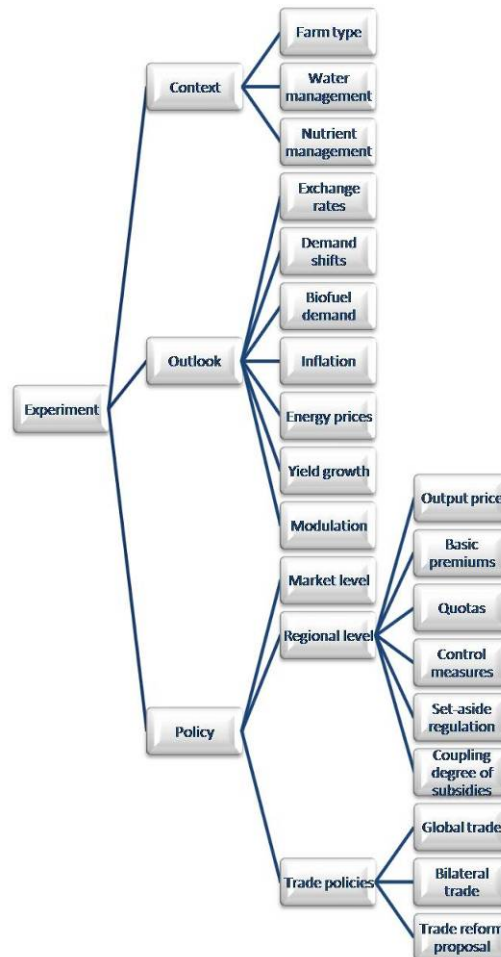 Farm type
Context
Water
management
Nutrient
management
Exchange
rates
Demand
shifts
Biofuel
demand
Outlook
Inflation
Experiment
Energy prices
Yield growth
Output price
Modulation
Basic
premiums
Market level
Quotas
Regional level
Control
measures
Set-aside
regulation
Policy
Coupling
degree of
subsidies
Global trade
Trade policies
Bilateral
trade
Trade reform
proposal